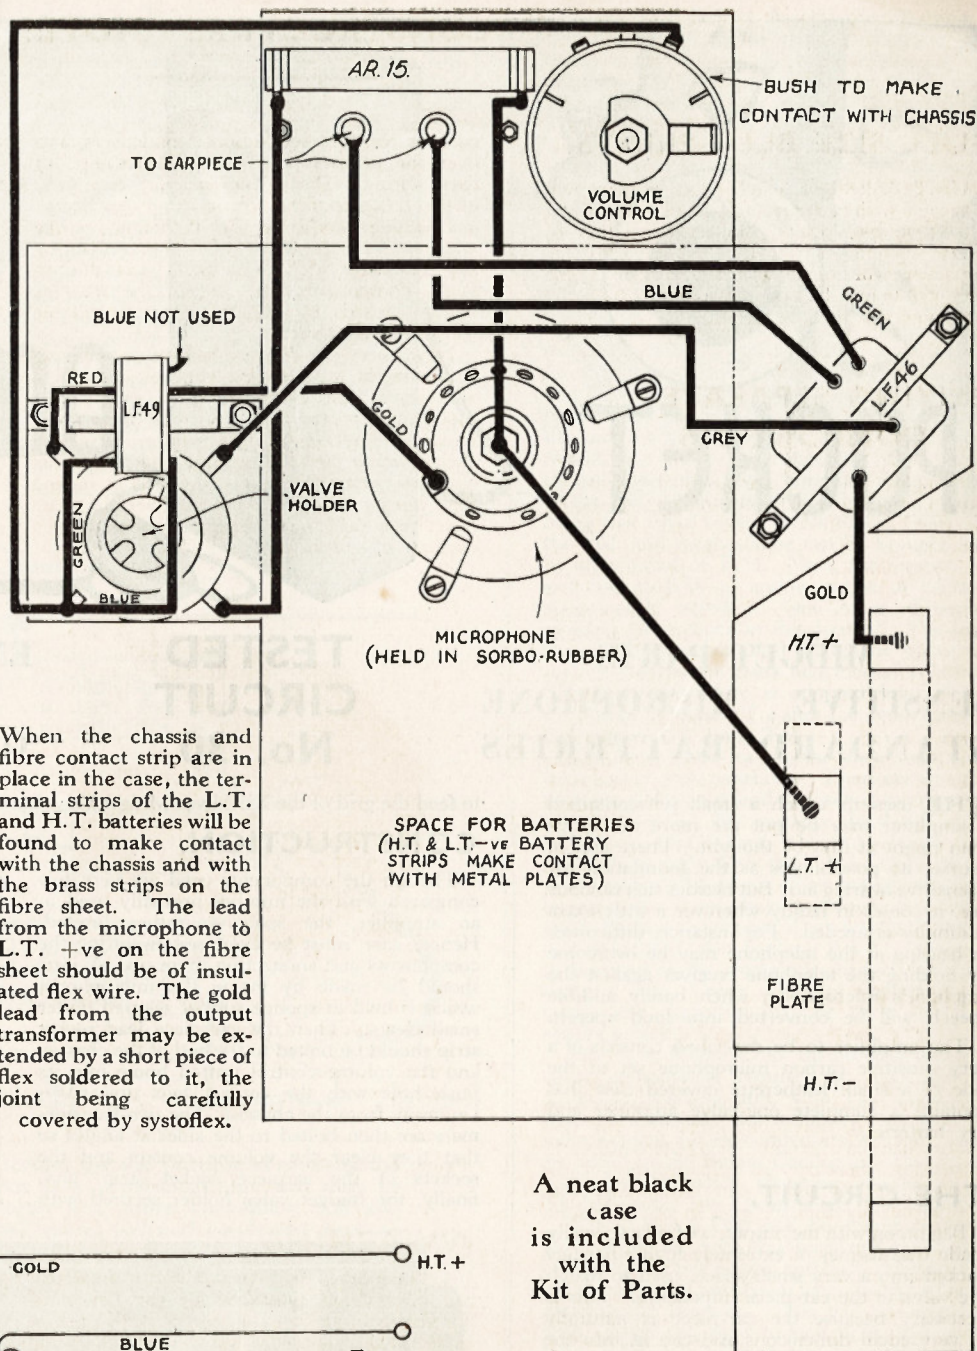 AR. 15.
BUSH TO MAKE
CONTACT WITH CHASSIS
TO EARPIECE
VOLUME
CONTROL
BLUE
GREEN
BLUE NOT USED
RED
L.F.49
L.F.46
GOLD
GREY
VALVE
HOLDER
GREEN
BLUE
GOLD
MICROPHONE
(HELD IN SORBO-RUBBER)
H.T. +
When the chassis and
fibre contact strip are in
place in the case, the ter-
minal strips of the L.T.
and H.T. batteries will be
found to make contact
with the chassis and with
the brass strips on the
fibre sheet. The lead
from the microphone to
L.T. +ve on the fibre
sheet should be of insul-
ated flex wire. The gold
lead from the output
transformer may be ex-
tended by a short piece of
flex soldered to it, the
joint being carefully
covered by systoflex.
SPACE FOR BATTERIES
(H.T. & L.T.-ve BATTERY
STRIPS MAKE CONTACT
WITH METAL PLATES)
L.T. +
FIBRE
PLATE
H.T. -
A neat black
case
is included
with the
Kit of Parts.
GOLD
H.T. +
BLUE